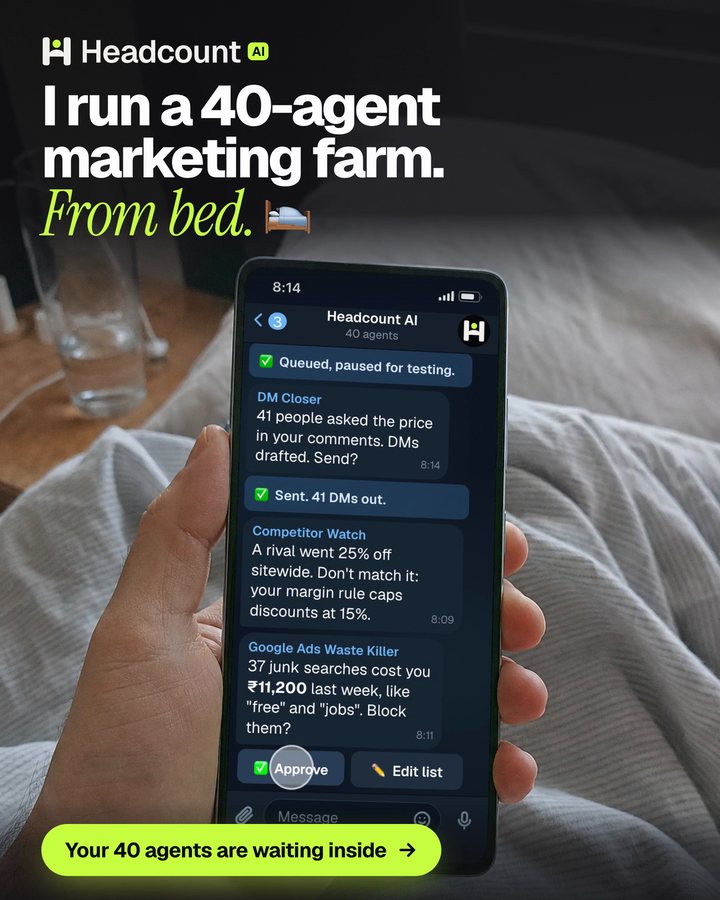 Headcount AI
I run a 40-agent
marketing farm.
From bed.
8:14
3
Headcount AI
40 agents
Queued, paused for testing.
DM Closer
41 people asked the price
in your comments. DMs
drafted. Send?
8:14
Sent. 41 DMs out.
Competitor Watch
A rival went 25% off
sitewide. Don't match it:
your margin rule caps
discounts at 15%.
8:09
Google Ads Waste Killer
37 junk searches cost you
₹11,200 last week, like
"free" and "jobs". Block
them?
8:11
Approve
Edit list
Message
Your 40 agents are waiting inside →